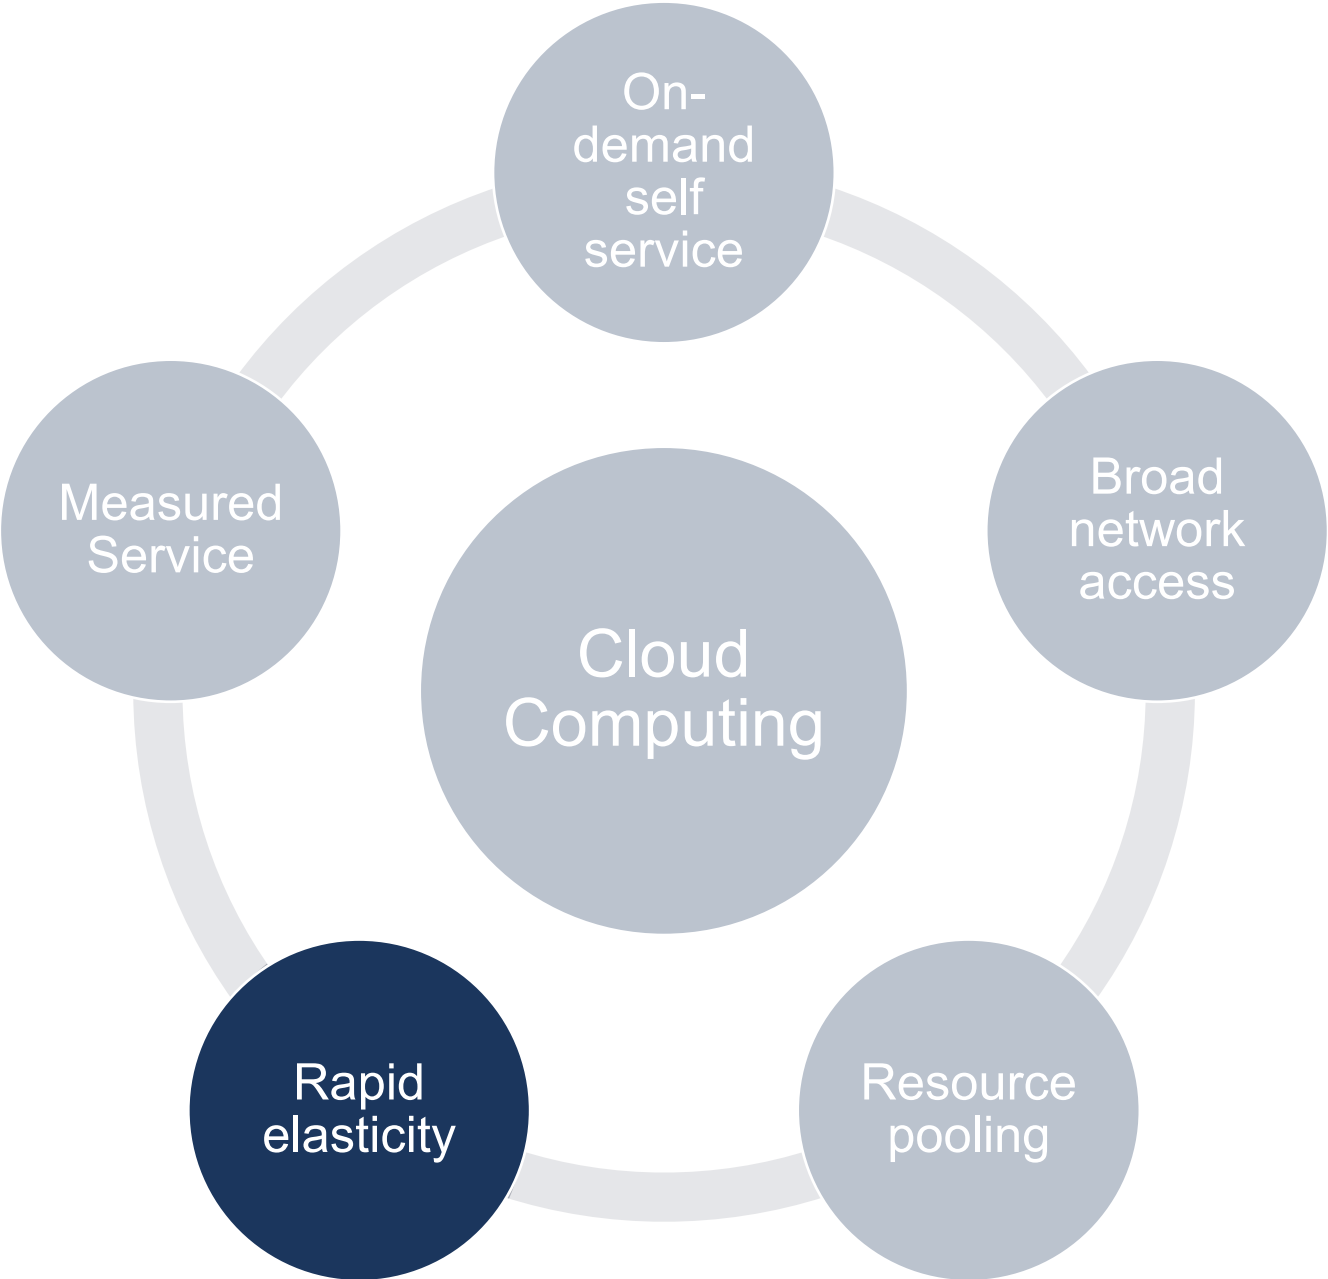 On-
demand
self
service
Measured
Service
Broad
network
access
Cloud
Computing
Rapid
elasticity
Resource
pooling